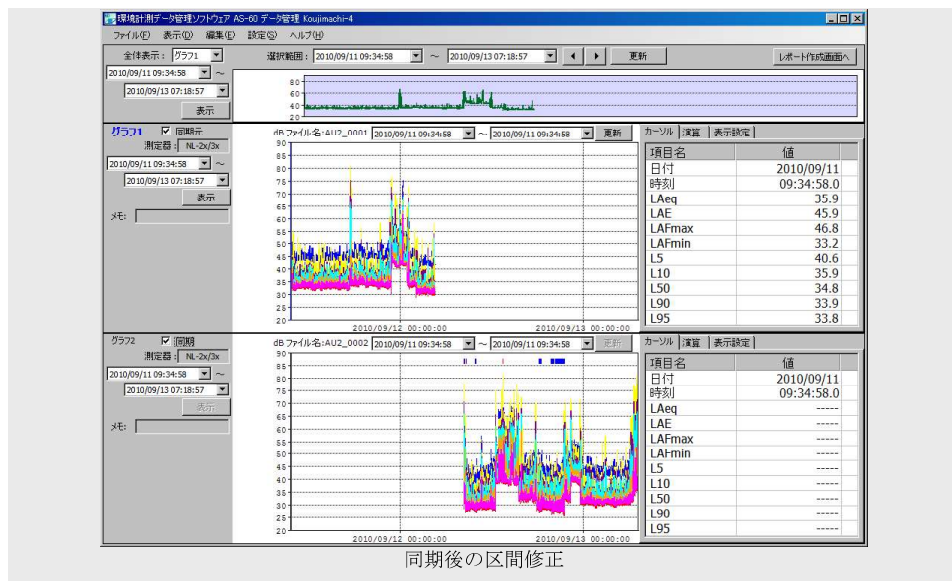 環境計測データ管理ソフトウェア AS-60 データ管理 Koujimachi-4
ファイル(F) 表示(D) 編集(E) 設定(S) ヘルプ(H)
全体表示： グラフ1 選択範囲： 2010/09/11 09:34:58 ～ 2010/09/13 07:18:57 更新 レポート作成画面へ
2010/09/11 09:34:58 ～
2010/09/13 07:18:57
表示
80
60
40
20
グラフ1 同期元
測定器： NL-2x/3x
2010/09/11 09:34:58 ～
2010/09/13 07:18:57
表示
メモ:
dB ファイル名:AU2_0001 2010/09/11 09:34:58 ～ 2010/09/11 09:34:58 更新
90
85
80
75
70
65
60
55
50
45
40
35
30
25
20
2010/09/12 00:00:00 2010/09/13 00:00:00
カーソル 演算 表示設定
項目名 値
日付 2010/09/11
時刻 09:34:58.0
LAeq 35.9
LAE 45.9
LAFmax 46.8
LAFmin 33.2
L5 40.6
L10 35.9
L50 34.8
L90 33.9
L95 33.8
グラフ2 同期
測定器： NL-2x/3x
2010/09/11 09:34:58 ～
2010/09/13 07:18:57
表示
メモ:
dB ファイル名:AU2_0002 2010/09/11 09:34:58 ～ 2010/09/11 09:34:58 更新
90
85
80
75
70
65
60
55
50
45
40
35
30
25
20
2010/09/12 00:00:00 2010/09/13 00:00:00
カーソル 演算 表示設定
項目名 値
日付 2010/09/11
時刻 09:34:58.0
LAeq -----
LAE -----
LAFmax -----
LAFmin -----
L5 -----
L10 -----
L50 -----
L90 -----
L95 -----
同期後の区間修正